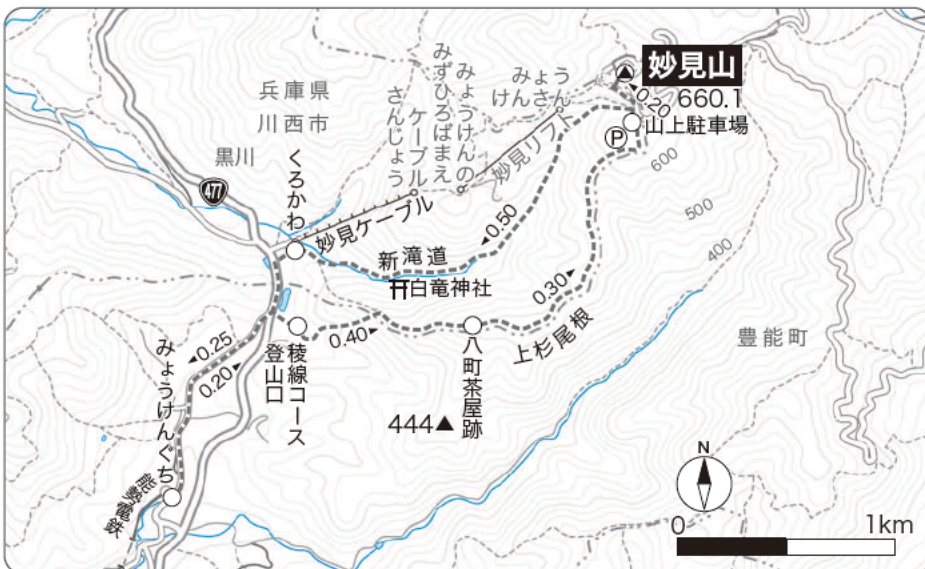 妙見山
660.1
0.20
山上駐車場
P
兵庫県
川西市
黒川
477
くろかわ
さんじょう
ケーブル
みずひろばまえ
みょうけんの
みょう
けんさん
妙見リフト
妙見ケーブル
新滝道
◀0.50
白竜神社
600
500
400
0.30▶
上杉尾根
豊能町
◀0.25
0.20▶
0.40▶
稜線コース
登山口
八町茶屋跡
444▲
みょうけんぐち
能勢電鉄
N
0
1km